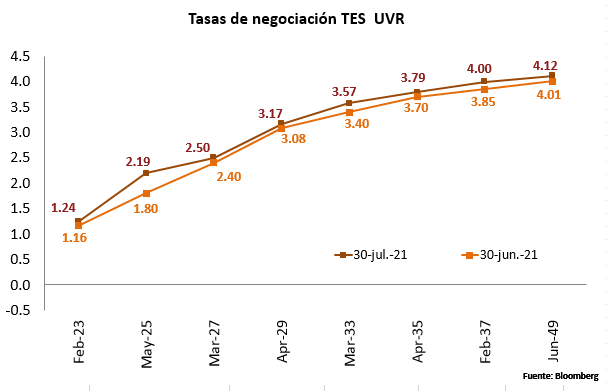 Tasas de negociación TES UVR
4.5
4.0
3.5
3.0
2.5
2.0
1.5
1.0
0.5
0.0
-0.5
1.24
2.19
2.50
3.17
3.57
3.79
4.00
4.12
1.16
1.80
2.40
3.08
3.40
3.70
3.85
4.01
30-jul.-21
30-jun.-21
Feb-23
May-25
Mar-27
Apr-29
Mar-33
Apr-35
Feb-37
Jun-49
Fuente: Bloomberg